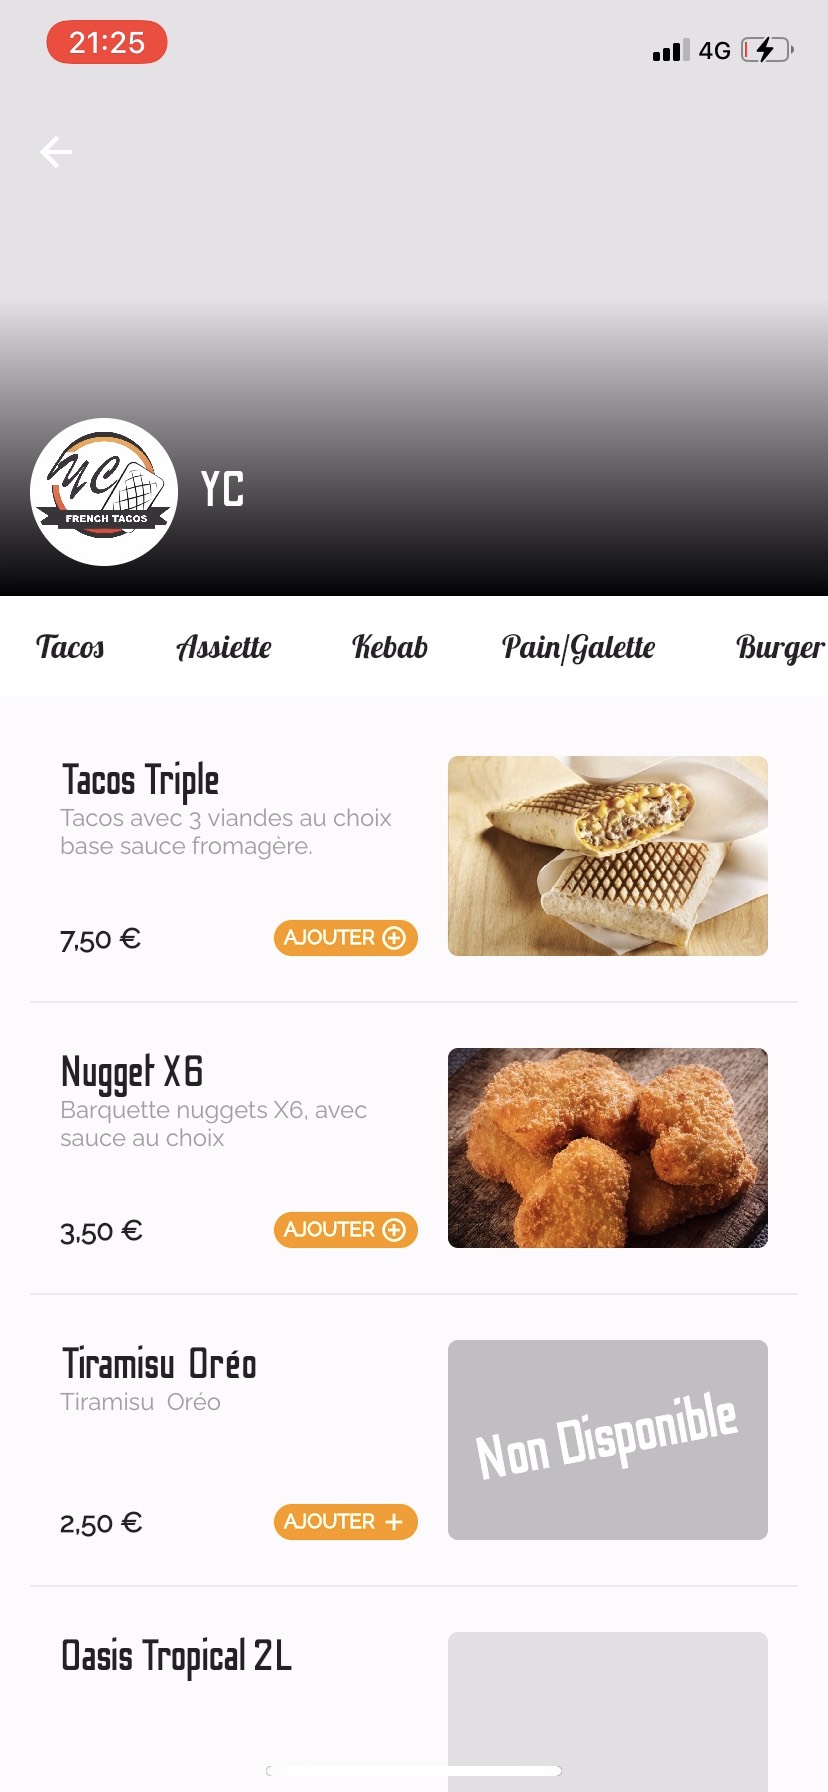 21:25
4G
YC
FRENCH TACOS
YC
Tacos
Assiette
Kebab
Pain/Galette
Burger
Tacos Triple
Tacos avec 3 viandes au choix
base sauce fromagère.
7,50 €
AJOUTER
Nugget X6
Barquette nuggets X6, avec
sauce au choix
3,50 €
AJOUTER
Tiramisu Oréo
Tiramisu Oréo
Non Disponible
2,50 €
AJOUTER +
Oasis Tropical 2L